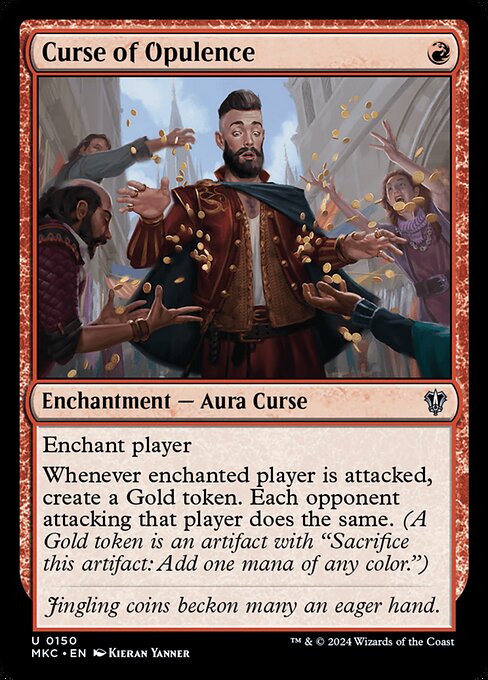 Curse of Opulence
Enchantment — Aura Curse
Enchant player
Whenever enchanted player is attacked,
create a Gold token. Each opponent
attacking that player does the same. (A
Gold token is an artifact with “Sacrifice
this artifact: Add one mana of any color.”)
Jingling coins beckon many an eager hand.
U 0150
MKC • EN KIERAN YANNER
™ & © 2024 Wizards of the Coast